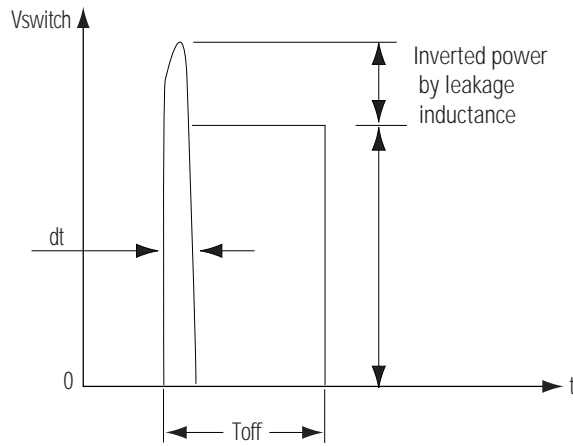 Vswitch
Inverted power
by leakage
inductance
dt
0
t
Toff